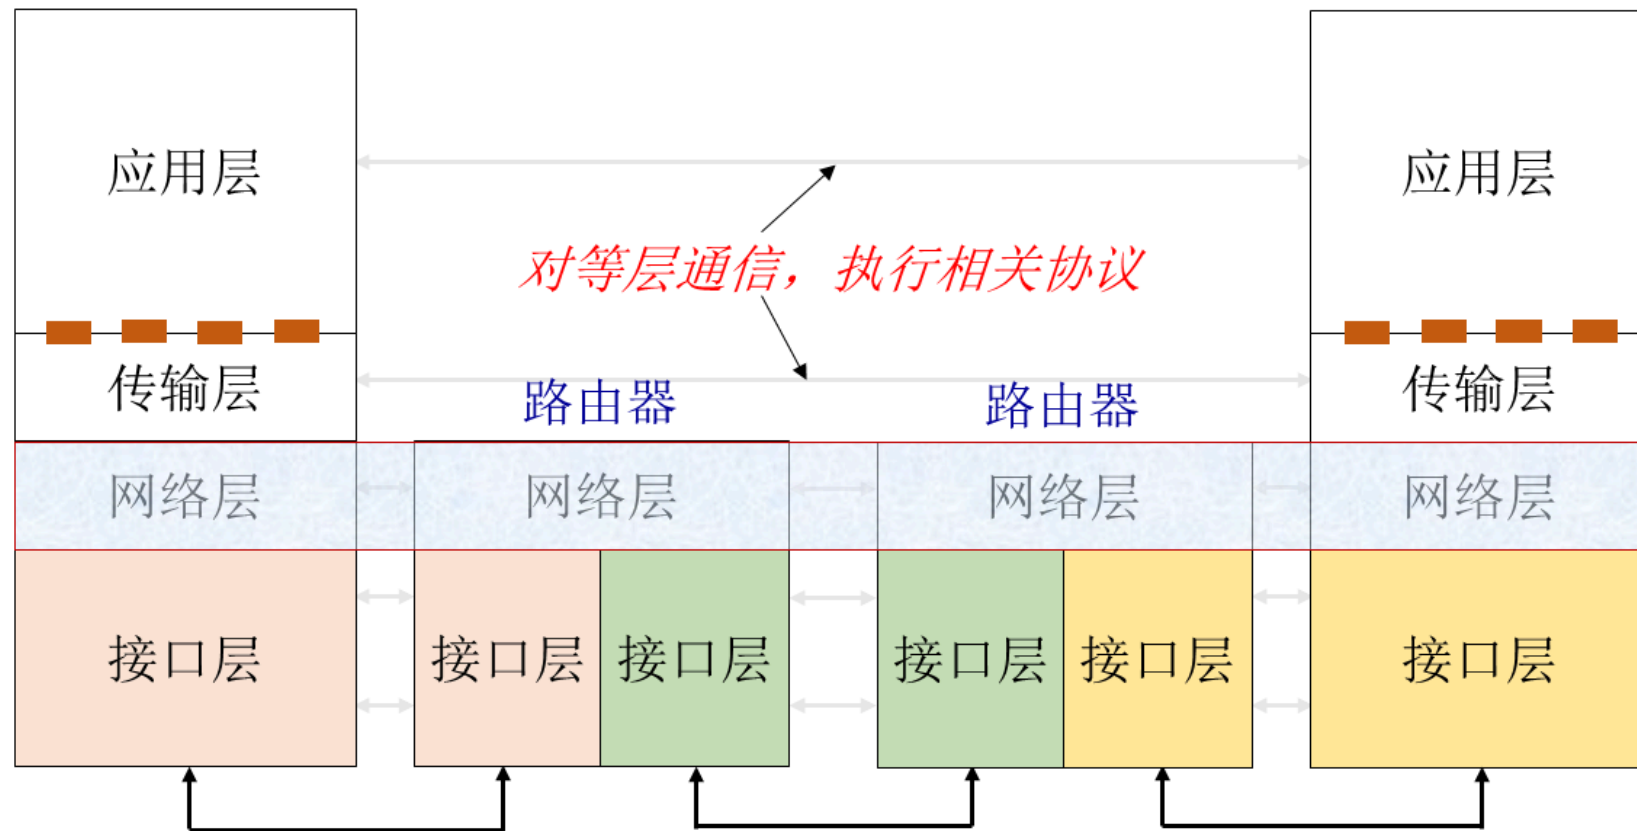 应用层
应用层
对等层通信，执行相关协议
传输层
路由器
路由器
传输层
网络层
网络层
网络层
网络层
接口层
接口层
接口层
接口层
接口层
接口层